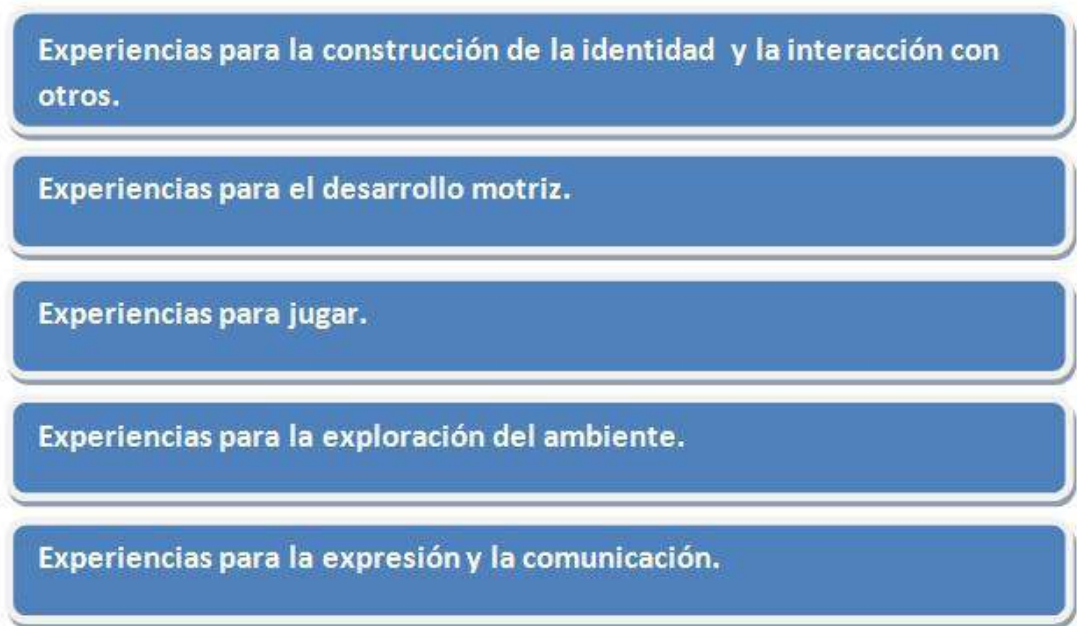 Experiencias para la construcción de la identidad  y la interacción con
otros.
Experiencias para el desarrollo motriz.
Experiencias para jugar.
Experiencias para la exploración del ambiente.
Experiencias para la expresión y la comunicación.